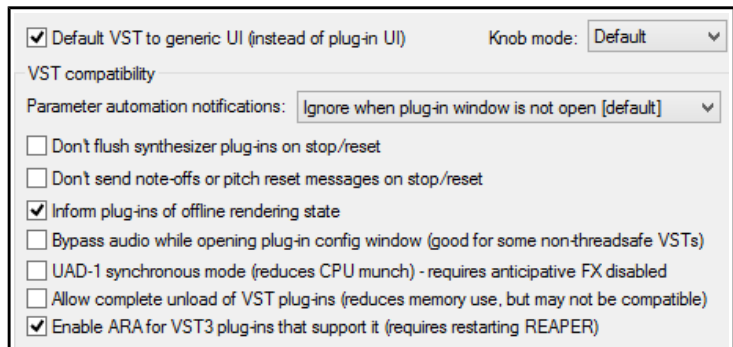 Default VST to generic UI (instead of plug-in UI) Knob mode: Default
VST compatibility
Parameter automation notifications: Ignore when plug-in window is not open [default]
Don't flush synthesizer plug-ins on stop/reset
Don't send note-offs or pitch reset messages on stop/reset
Inform plug-ins of offline rendering state
Bypass audio while opening plug-in config window (good for some non-threadsafe VSTs)
UAD-1 synchronous mode (reduces CPU munch) - requires anticipative FX disabled
Allow complete unload of VST plug-ins (reduces memory use, but may not be compatible)
Enable ARA for VST3 plug-ins that support it (requires restarting REAPER)